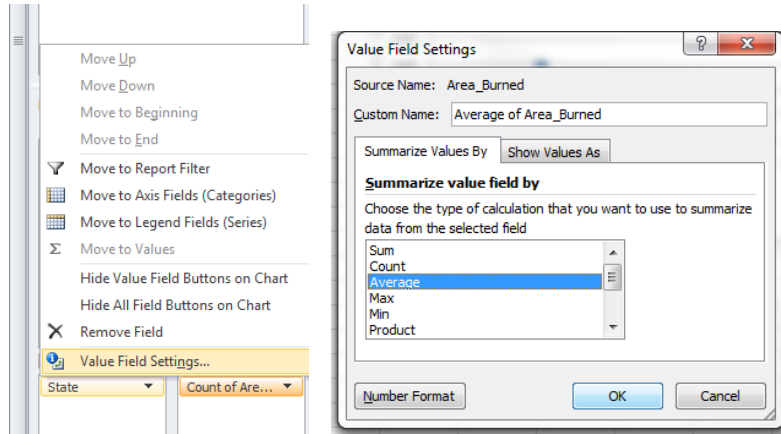 Move Up
Move Down
Move to Beginning
Move to End
Move to Report Filter
Move to Axis Fields (Categories)
Move to Legend Fields (Series)
Σ Move to Values
Hide Value Field Buttons on Chart
Hide All Field Buttons on Chart
Remove Field
Value Field Settings...
State
Count of Are...
Value Field Settings
Source Name: Area_Burned
Custom Name: Average of Area_Burned
Summarize Values By Show Values As
Summarize value field by
Choose the type of calculation that you want to use to summarize
data from the selected field
Sum
Count
Average
Max
Min
Product
Number Format OK Cancel